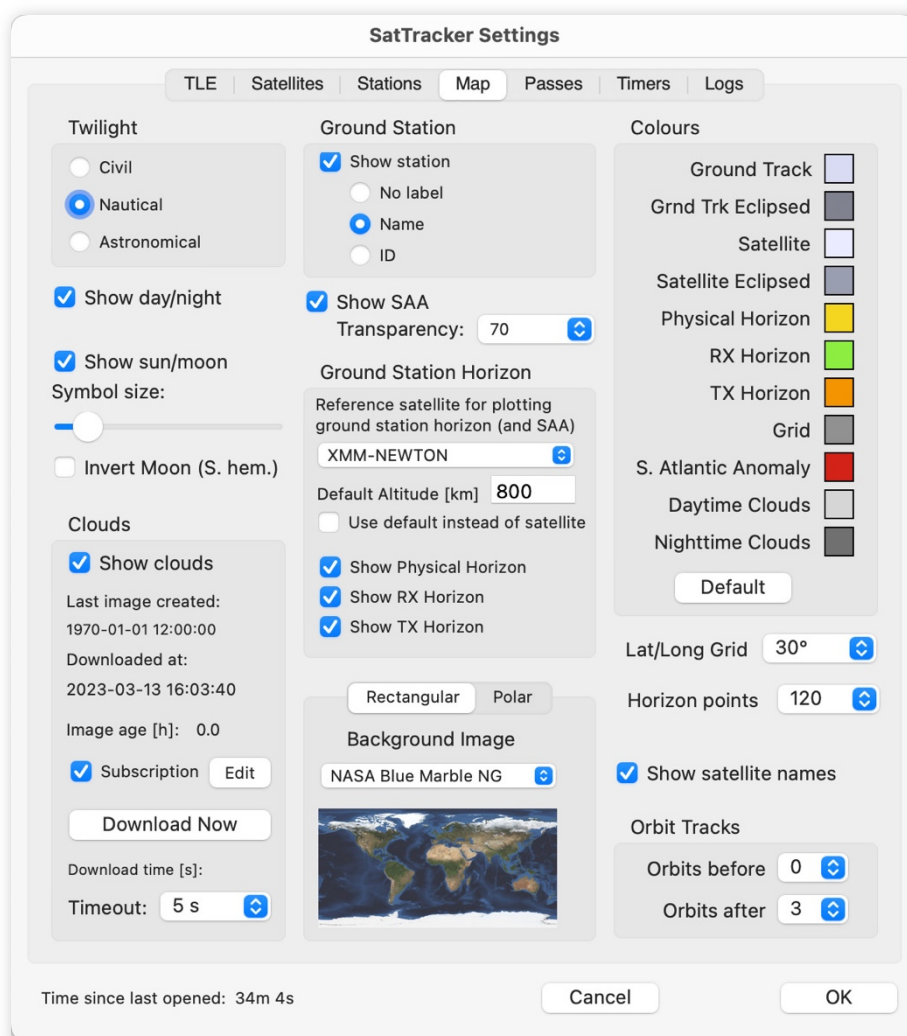 SatTracker Settings
TLE Satellites Stations Map Passes Timers Logs
Twilight
Civil
Nautical
Astronomical
Show day/night
Show sun/moon
Symbol size:
Invert Moon (S. hem.)
Clouds
Show clouds
Last image created:
1970-01-01 12:00:00
Downloaded at:
2023-03-13 16:03:40
Image age [h]: 0.0
Subscription Edit
Download Now
Download time [s]:
Timeout: 5 s
Ground Station
Show station
No label
Name
ID
Show SAA
Transparency: 70
Ground Station Horizon
Reference satellite for plotting
ground station horizon (and SAA)
XMM-NEWTON
Default Altitude [km] 800
Use default instead of satellite
Show Physical Horizon
Show RX Horizon
Show TX Horizon
Rectangular Polar
Background Image
NASA Blue Marble NG
Colours
Ground Track
Grnd Trk Eclipsed
Satellite
Satellite Eclipsed
Physical Horizon
RX Horizon
TX Horizon
Grid
S. Atlantic Anomaly
Daytime Clouds
Nighttime Clouds
Default
Lat/Long Grid 30°
Horizon points 120
Show satellite names
Orbit Tracks
Orbits before 0
Orbits after 3
Time since last opened: 34m 4s
Cancel OK